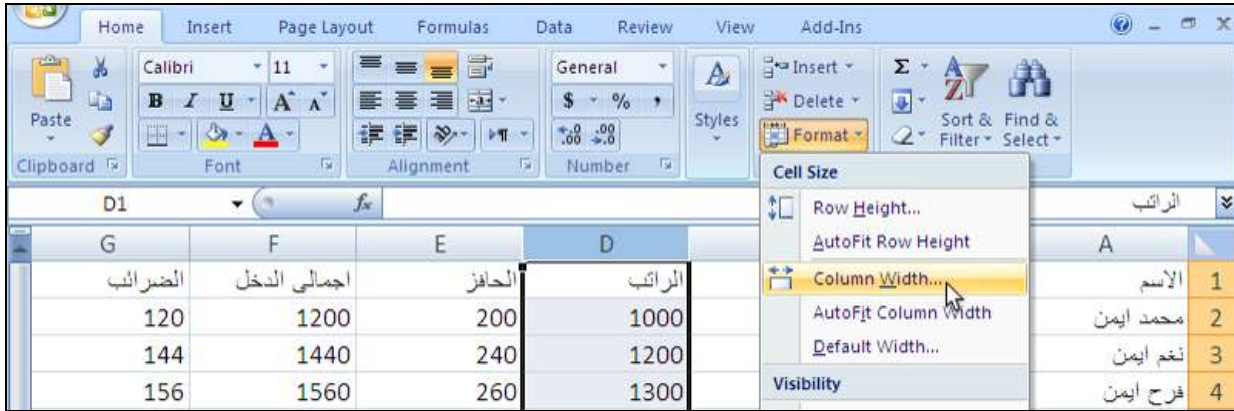 Home Insert Page Layout Formulas Data Review View Add-Ins
Calibri 11 General Insert
B I U A A $ % , Delete
Paste Styles Format Sort & Filter Find & Select
Clipboard Font Alignment Number
Cell Size
D1 fx الراتب
Row Height...
AutoFit Row Height
Column Width...
AutoFit Column Width
Default Width...
Visibility
A D E F G
1 الاسم الراتب الحافز اجمالى الدخل الضرائب
2 محمد ايمن 1000 200 1200 120
3 نغم ايمن 1200 240 1440 144
4 فرح ايمن 1300 260 1560 156